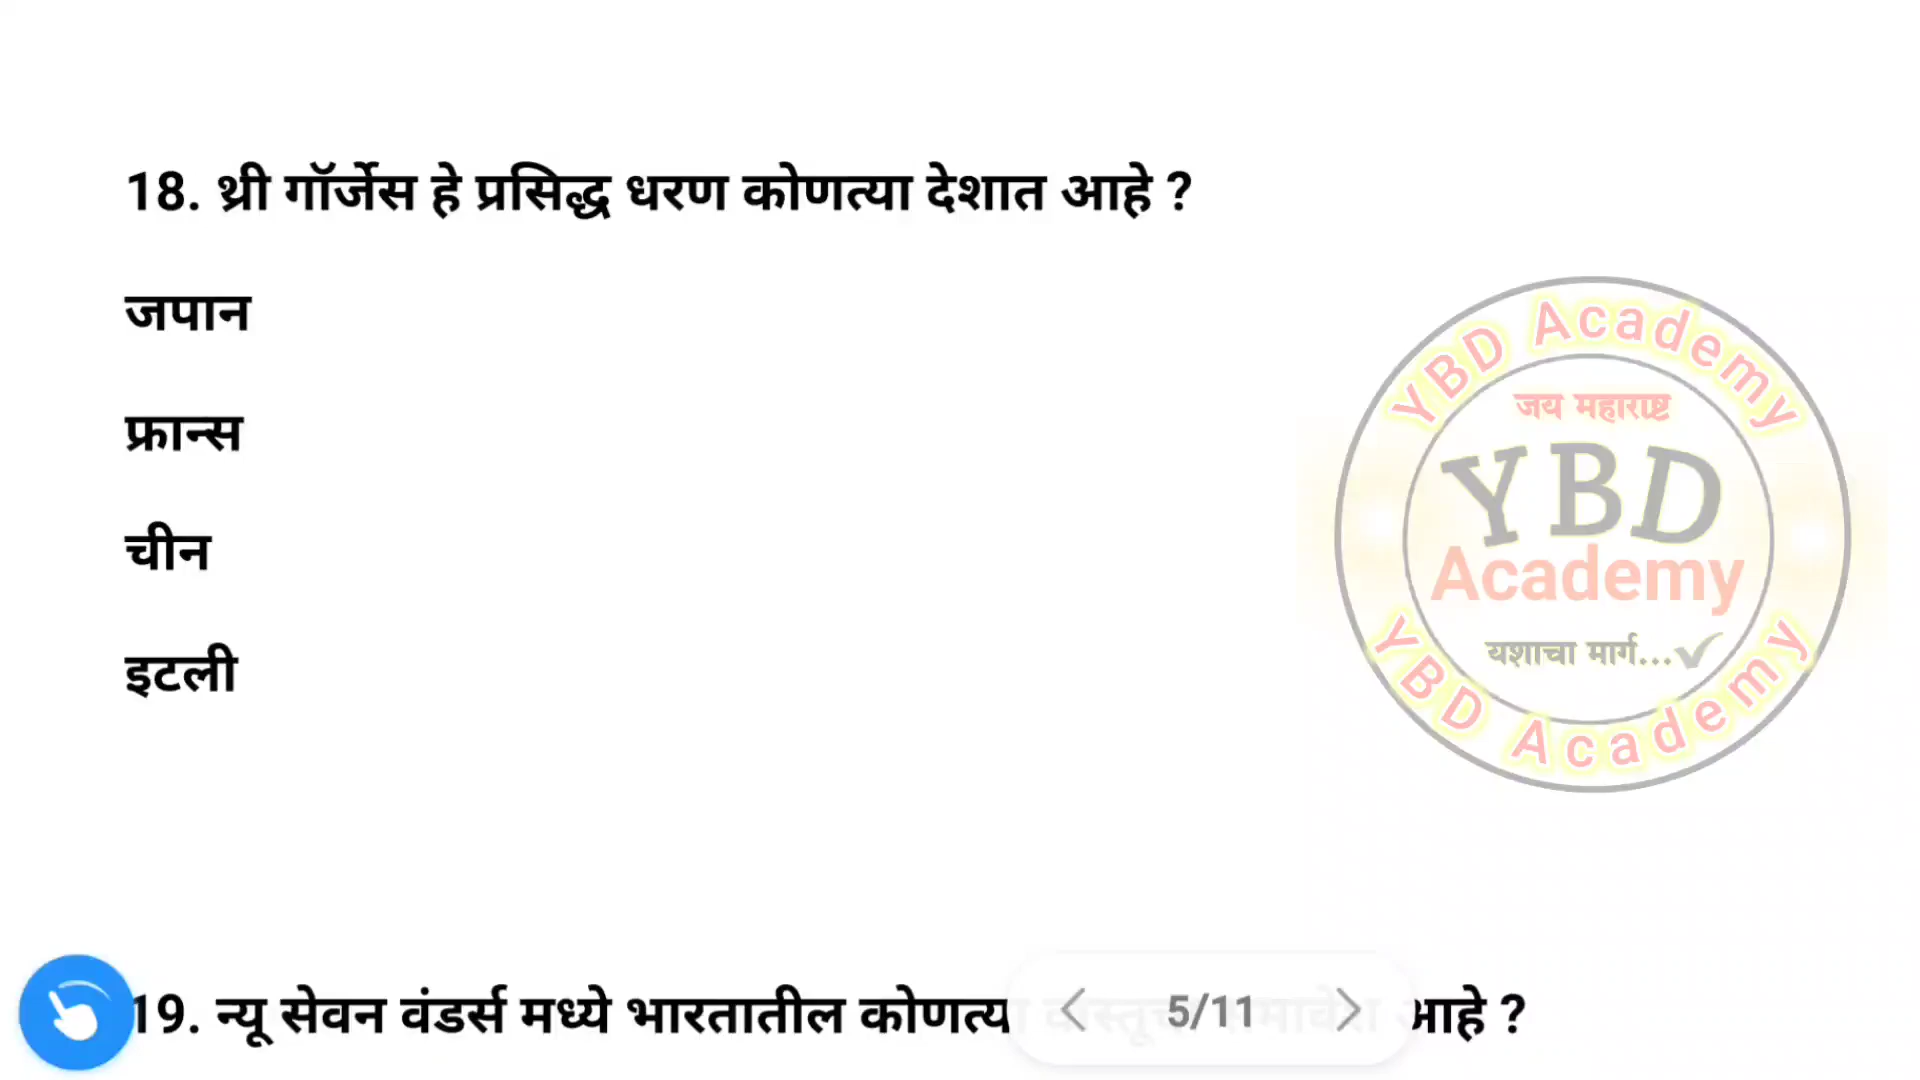 18. थ्री गॉर्जेस हे प्रसिद्ध धरण कोणत्या देशात आहे ?
जपान
फ्रान्स
चीन
इटली
YBD Academy
जय महाराष्ट्र
YBD
Academy
यशाचा मार्ग...✓
YBD Academy
19. न्यू सेवन वंडर्स मध्ये भारतातील कोणत्या वास्तूचा समावेश आहे ?
< 5/11 >